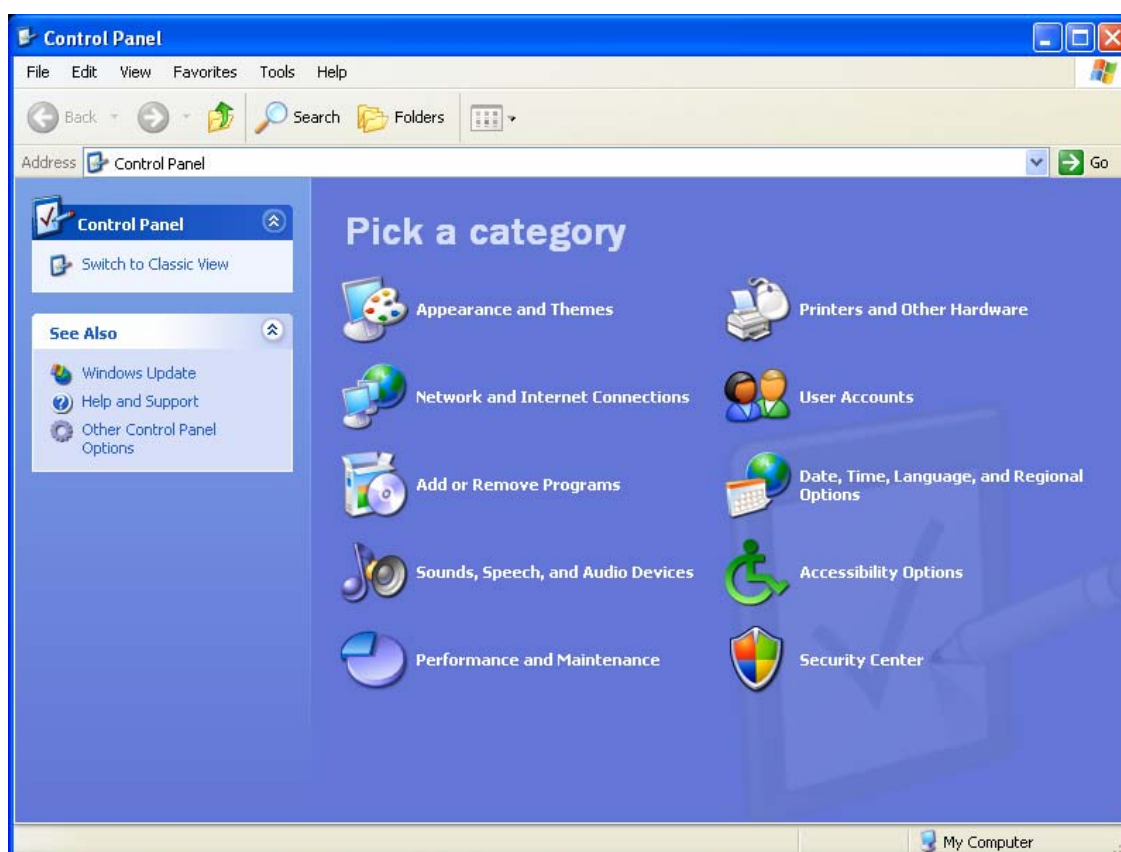 Control Panel
File Edit View Favorites Tools Help
Back Search Folders
Address Control Panel Go
Control Panel
Switch to Classic View
See Also
Windows Update
Help and Support
Other Control Panel
Options
Pick a category
Appearance and Themes
Printers and Other Hardware
Network and Internet Connections
User Accounts
Add or Remove Programs
Date, Time, Language, and Regional
Options
Sounds, Speech, and Audio Devices
Accessibility Options
Performance and Maintenance
Security Center
My Computer